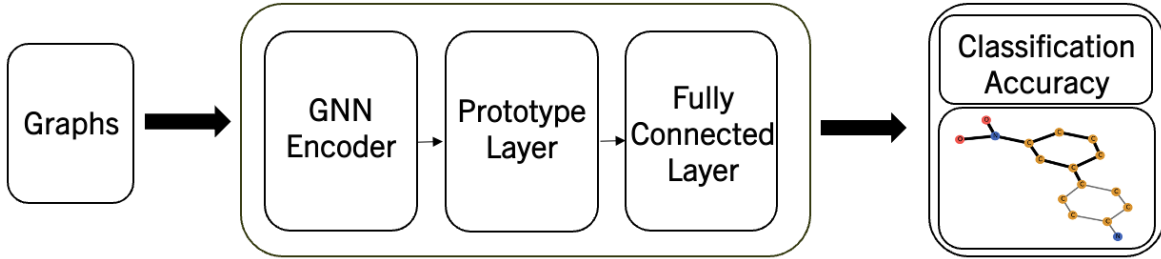 Graphs
GNN
Encoder
Prototype
Layer
Fully
Connected
Layer
Classification
Accuracy